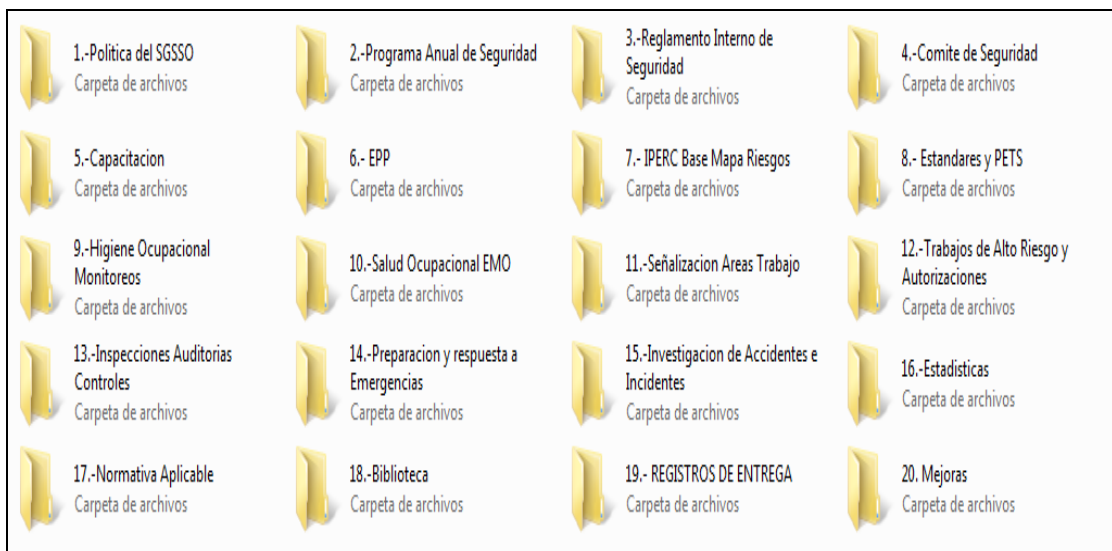 1.-Politica del SGSSO
Carpeta de archivos
2.-Programa Anual de Seguridad
Carpeta de archivos
3.-Reglamento Interno de
Seguridad
Carpeta de archivos
4.-Comite de Seguridad
Carpeta de archivos
5.-Capacitacion
Carpeta de archivos
6.- EPP
Carpeta de archivos
7.- IPERC Base Mapa Riesgos
Carpeta de archivos
8.- Estandares y PETS
Carpeta de archivos
9.-Higiene Ocupacional
Monitoreos
Carpeta de archivos
10.-Salud Ocupacional EMO
Carpeta de archivos
11.-Señalizacion Areas Trabajo
Carpeta de archivos
12.-Trabajos de Alto Riesgo y
Autorizaciones
Carpeta de archivos
13.-Inspecciones Auditorias
Controles
Carpeta de archivos
14.-Preparacion y respuesta a
Emergencias
Carpeta de archivos
15.-Investigacion de Accidentes e
Incidentes
Carpeta de archivos
16.-Estadisticas
Carpeta de archivos
17.-Normativa Aplicable
Carpeta de archivos
18.-Biblioteca
Carpeta de archivos
19.- REGISTROS DE ENTREGA
Carpeta de archivos
20. Mejoras
Carpeta de archivos